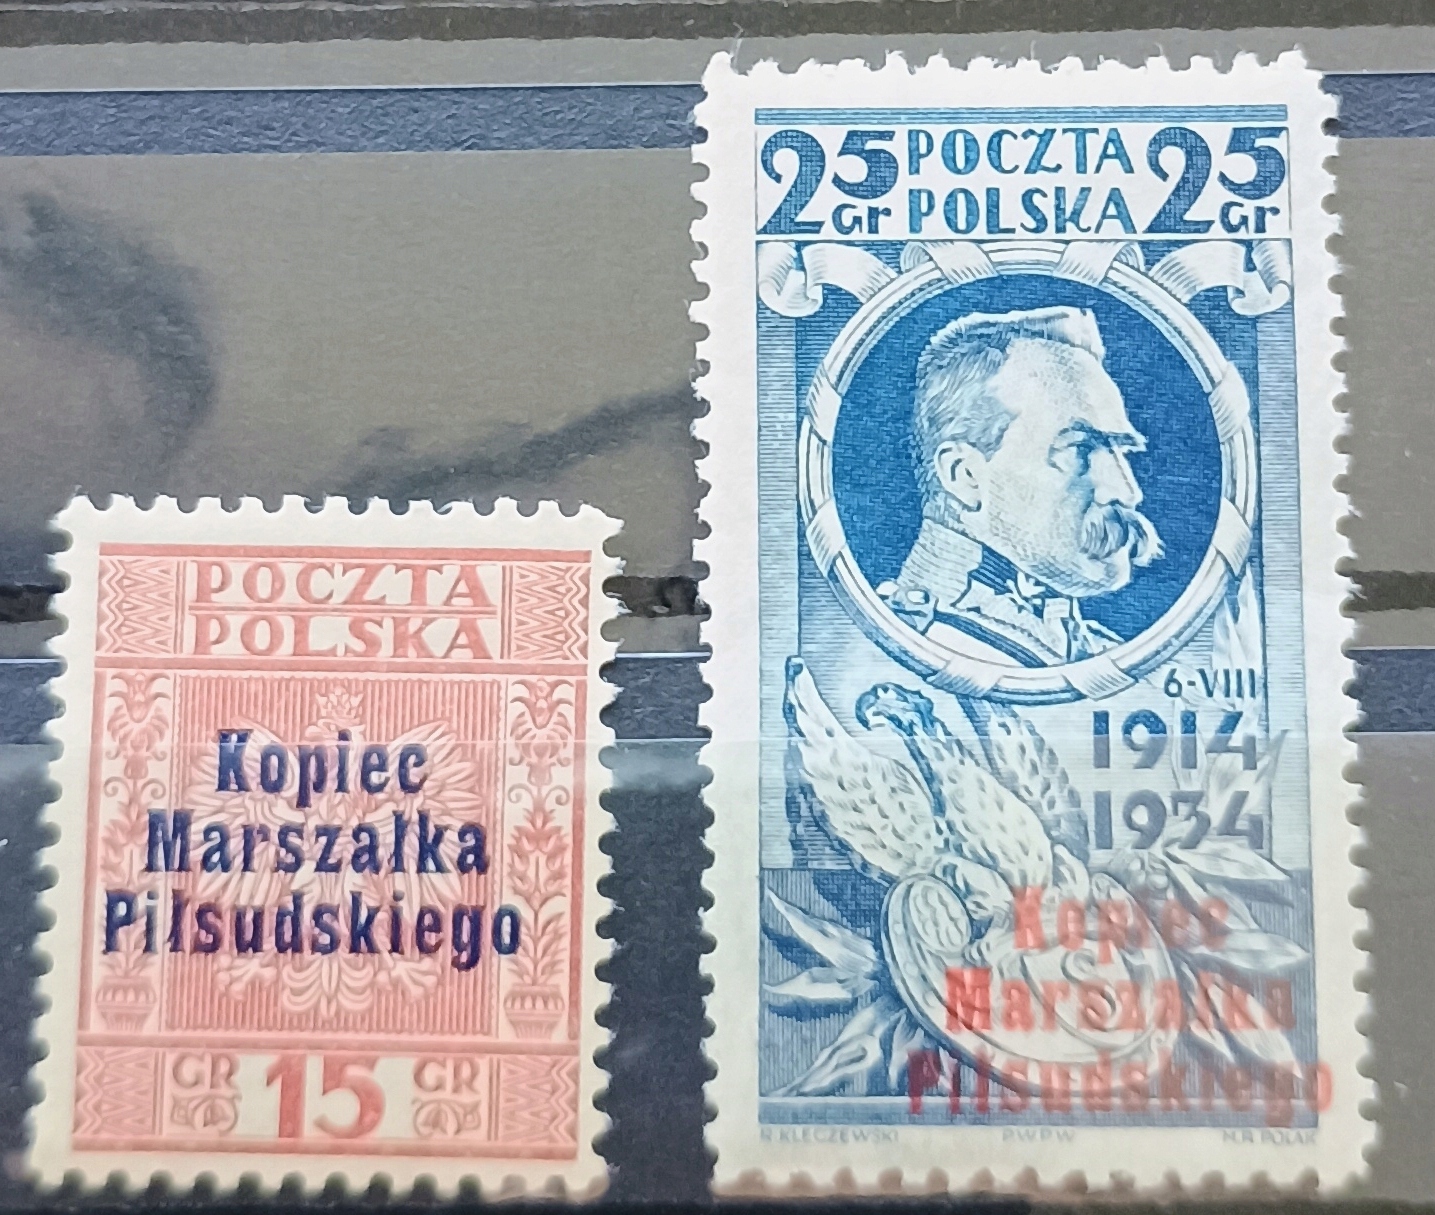 POCZTA
POLSKA
Kopiec
Marszałka
Piłsudskiego
GR 15 GR
25 Gr POCZTA POLSKA 25 Gr
6-VIII
1914
1934
Kopiec
Marszałka
Piłsudskiego
R. KLECZEWSKI P.W.P.W. M.R. POLAK